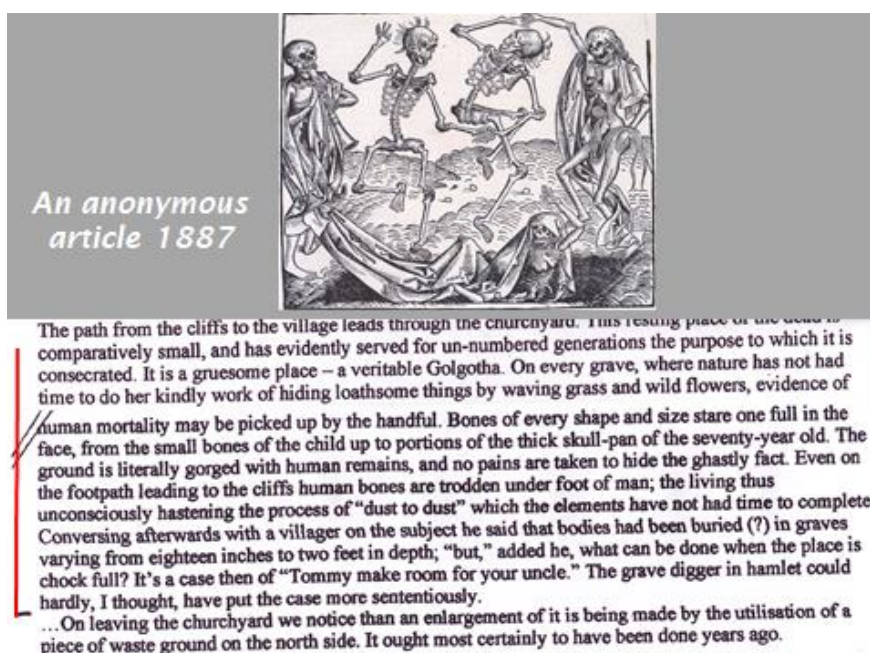 An anonymous
article 1887
The path from the cliffs to the village leads through the churchyard. This resting place of the dead is
comparatively small, and has evidently served for un-numbered generations the purpose to which it is
consecrated. It is a gruesome place – a veritable Golgotha. On every grave, where nature has not had
time to do her kindly work of hiding loathsome things by waving grass and wild flowers, evidence of
human mortality may be picked up by the handful. Bones of every shape and size stare one full in the
face, from the small bones of the child up to portions of the thick skull-pan of the seventy-year old. The
ground is literally gorged with human remains, and no pains are taken to hide the ghastly fact. Even on
the footpath leading to the cliffs human bones are trodden under foot of man; the living thus
unconsciously hastening the process of “dust to dust” which the elements have not had time to complete
Conversing afterwards with a villager on the subject he said that bodies had been buried (?) in graves
varying from eighteen inches to two feet in depth; “but,” added he, what can be done when the place is
chock full? It’s a case then of “Tommy make room for your uncle.” The grave digger in hamlet could
hardly, I thought, have put the case more sententiously.
…On leaving the churchyard we notice than an enlargement of it is being made by the utilisation of a
piece of waste ground on the north side. It ought most certainly to have been done years ago.